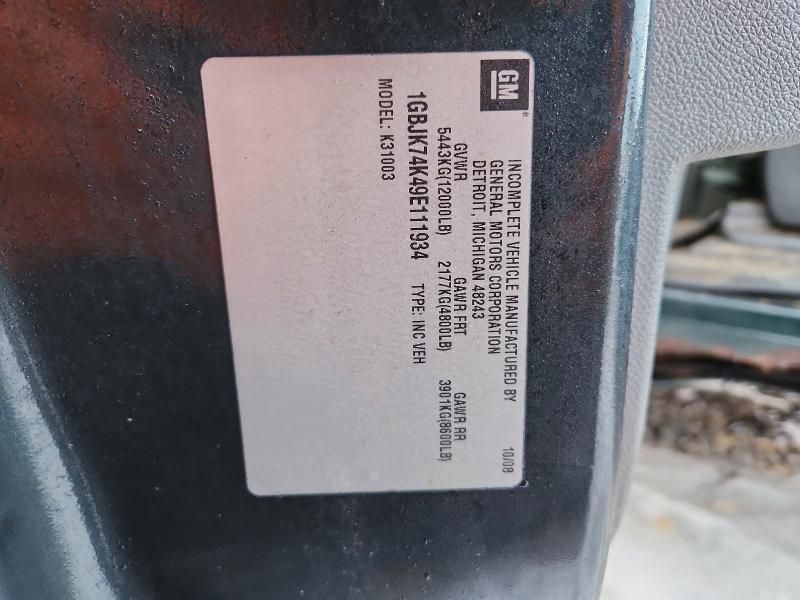 GM
INCOMPLETE VEHICLE MANUFACTURED BY
GENERAL MOTORS CORPORATION
DETROIT, MICHIGAN 48243
10/08
GVWR GAWR FRT GAWR RR
5443KG(12000LB) 2177KG(4800LB) 3901KG(8600LB)
1GBJK74K49E111934 TYPE: INC VEH
MODEL: K31003